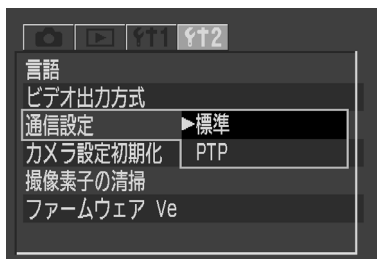 1 2
言語
ビデオ出力方式
通信設定 ▶標準
カメラ設定初期化 PTP
撮像素子の清掃
ファームウェア Ve